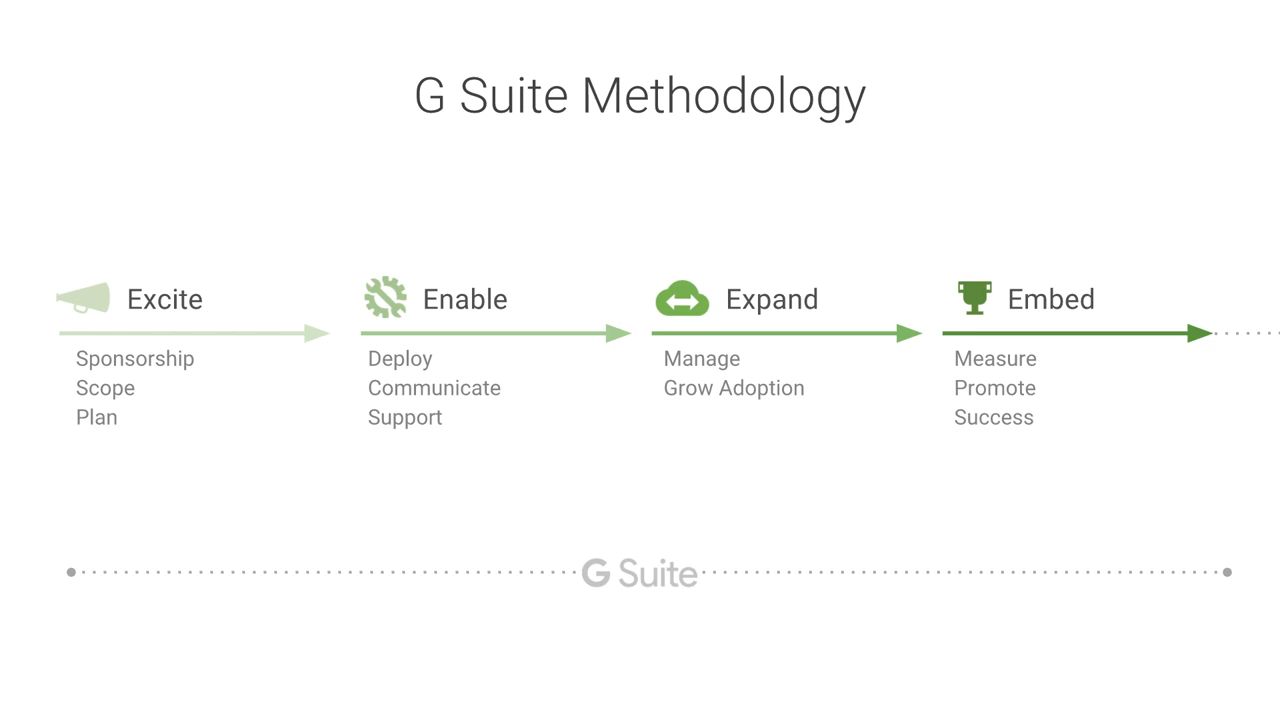 G Suite Methodology
Excite
Sponsorship
Scope
Plan
Enable
Deploy
Communicate
Support
Expand
Manage
Grow Adoption
Embed
Measure
Promote
Success
G Suite